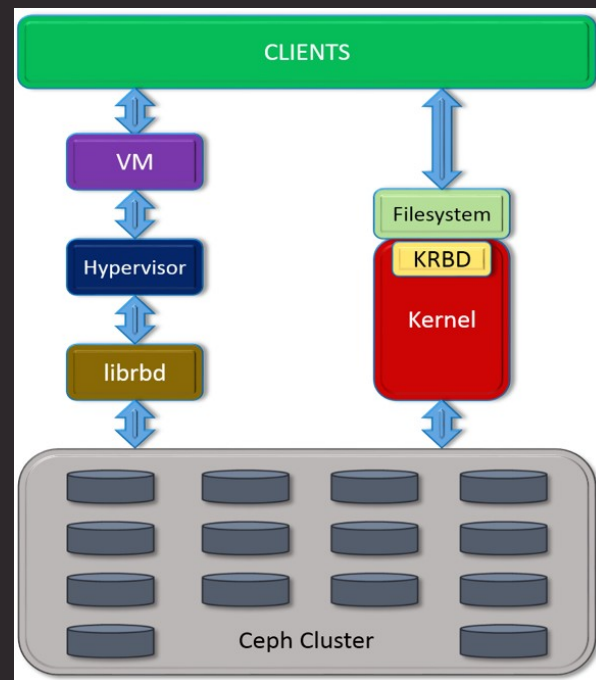 CLIENTS
VM
Hypervisor
librbd
Filesystem
KRBD
Kernel
Ceph Cluster